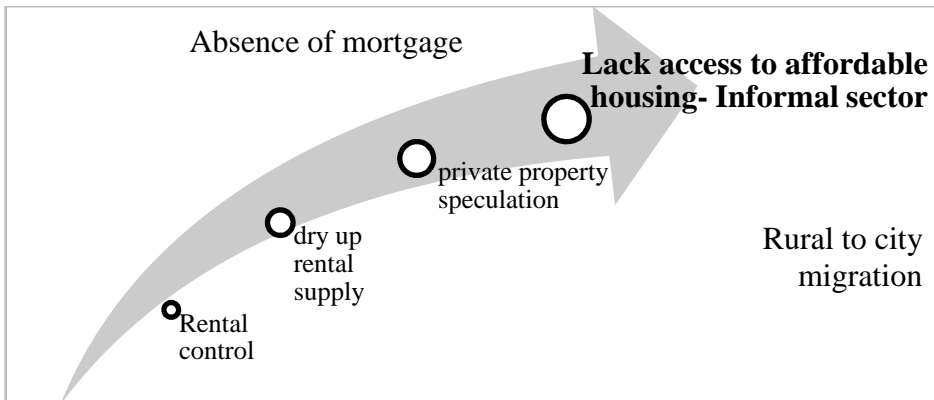 Absence of mortgage
Lack access to affordable
housing- Informal sector
private property
speculation
dry up
rental
supply
Rural to city
migration
Rental
control